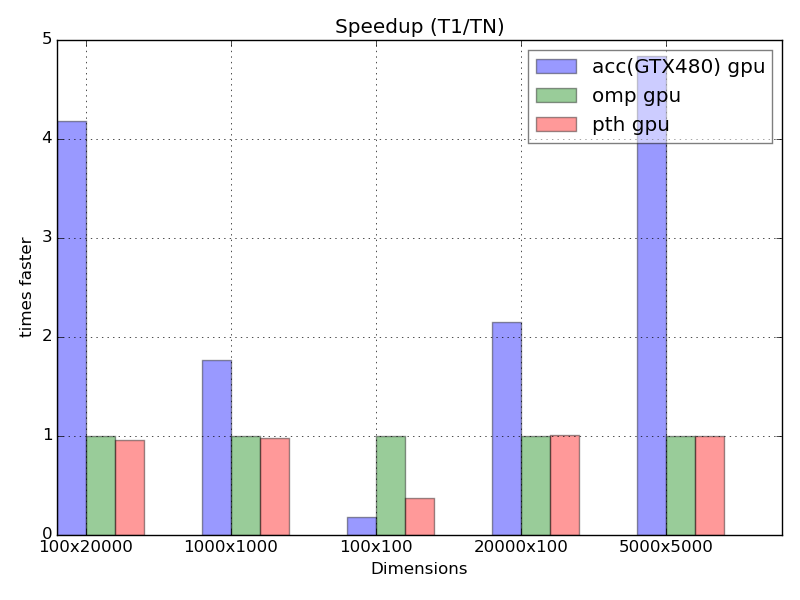 Speedup (T1/TN)
5
4
3
2
1
0
times faster
acc(GTX480) gpu
omp gpu
pth gpu
100x20000 1000x1000 100x100 20000x100 5000x5000
Dimensions